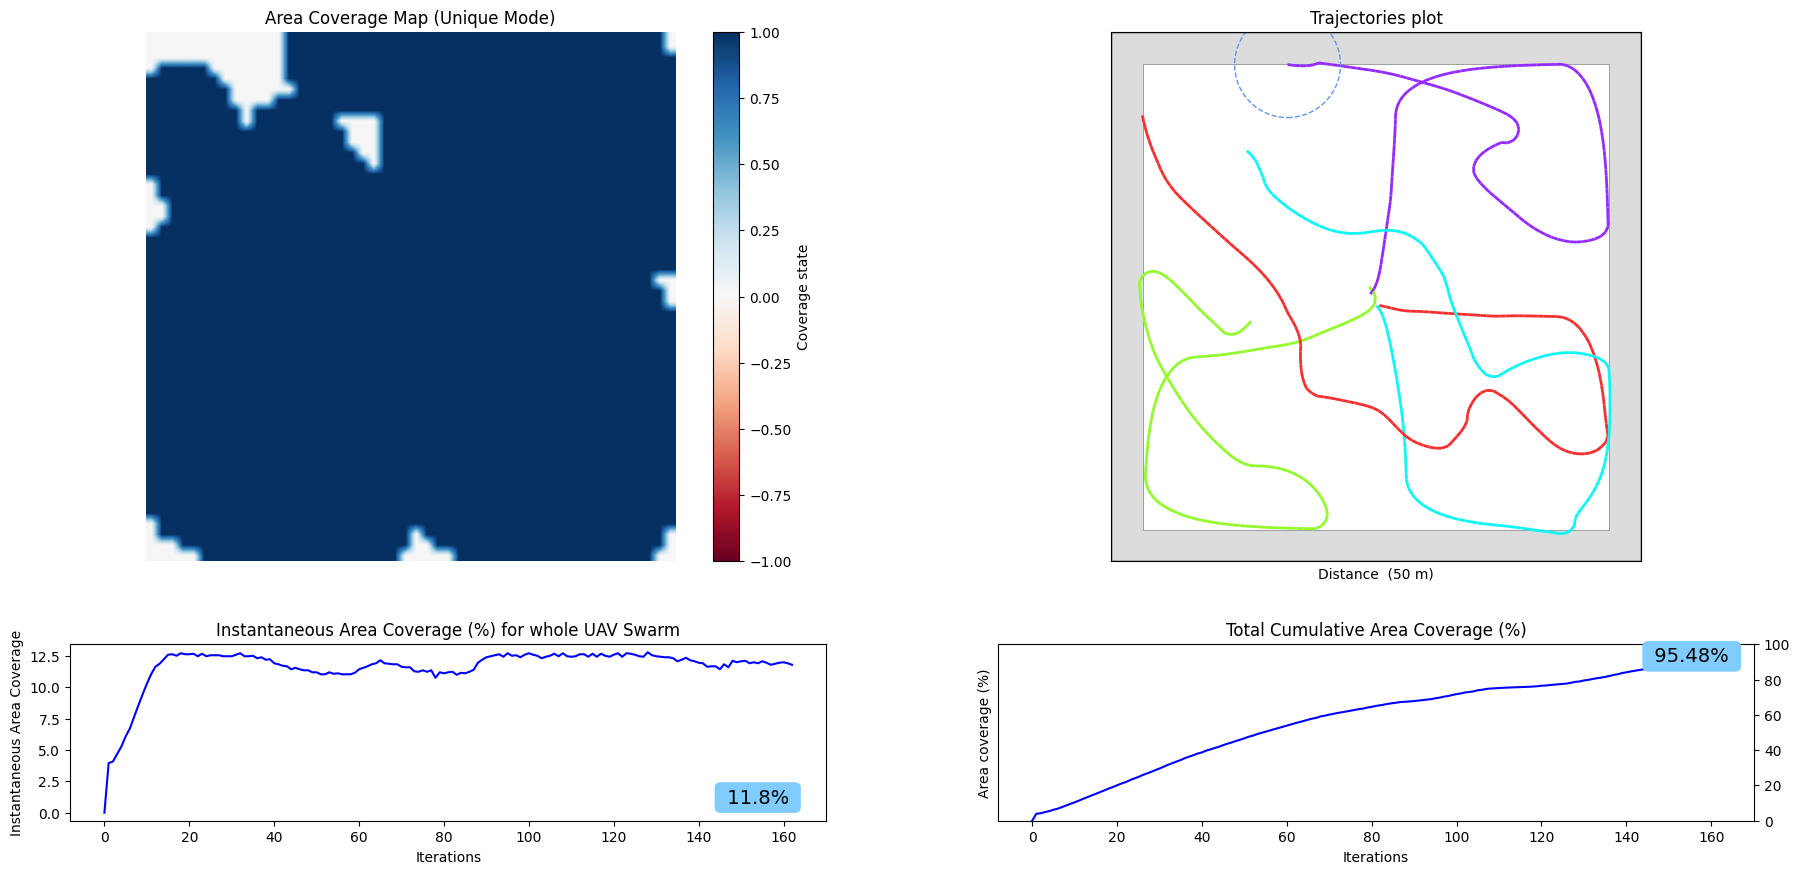 Area Coverage Map (Unique Mode)
1.00
0.75
0.50
0.25
0.00
−0.25
−0.50
−0.75
−1.00
Coverage state
Trajectories plot
Distance  (50 m)
Instantaneous Area Coverage (%) for whole UAV Swarm
Instantaneous Area Coverage
12.5
10.0
7.5
5.0
2.5
0.0
11.8%
0 20 40 60 80 100 120 140 160
Iterations
Total Cumulative Area Coverage (%)
Area coverage (%)
95.48%
100
80
60
40
20
0
0 20 40 60 80 100 120 140 160
Iterations